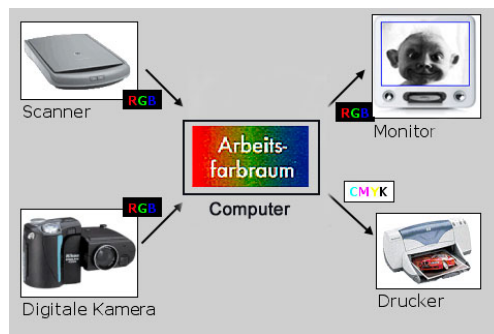 Scanner
RGB
RGB
Monitor
Arbeits-
farbraum
Computer
RGB
CMYK
Digitale Kamera
Drucker